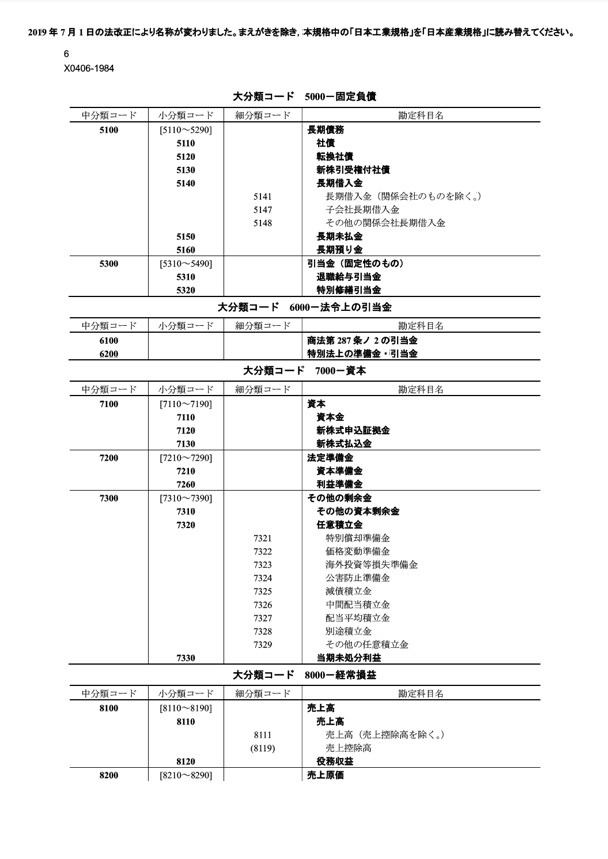 2019 年 7 月 1 日の法改正により名称が変わりました。まえがきを除き，本規格中の「日本工業規格」を「日本産業規格」に読み替えてください。
6
X0406-1984
大分類コード　5000－固定負債
中分類コード 小分類コード 細分類コード 勘定科目名
5100 [5110～5290] 長期債務
5110 社債
5120 転換社債
5130 新株引受権付社債
5140 長期借入金
5141 長期借入金（関係会社のものを除く。）
5147 子会社長期借入金
5148 その他の関係会社長期借入金
5150 長期未払金
5160 長期預り金
5300 [5310～5490] 引当金（固定性のもの）
5310 退職給与引当金
5320 特別修繕引当金
大分類コード　6000－法令上の引当金
中分類コード 小分類コード 細分類コード 勘定科目名
6100 商法第 287 条ノ 2 の引当金
6200 特別法上の準備金・引当金
大分類コード　7000－資本
中分類コード 小分類コード 細分類コード 勘定科目名
7100 [7110～7190] 資本
7110 資本金
7120 新株式申込証拠金
7130 新株式払込金
7200 [7210～7290] 法定準備金
7210 資本準備金
7260 利益準備金
7300 [7310～7390] その他の剰余金
7310 その他の資本剰余金
7320 任意積立金
7321 特別償却準備金
7322 価格変動準備金
7323 海外投資等損失準備金
7324 公害防止準備金
7325 減債積立金
7326 中間配当積立金
7327 配当平均積立金
7328 別途積立金
7329 その他の任意積立金
7330 当期未処分利益
大分類コード　8000－経常損益
中分類コード 小分類コード 細分類コード 勘定科目名
8100 [8110～8190] 売上高
8110 売上高
8111 売上高（売上控除高を除く。）
(8119) 売上控除高
8120 役務収益
8200 [8210～8290] 売上原価